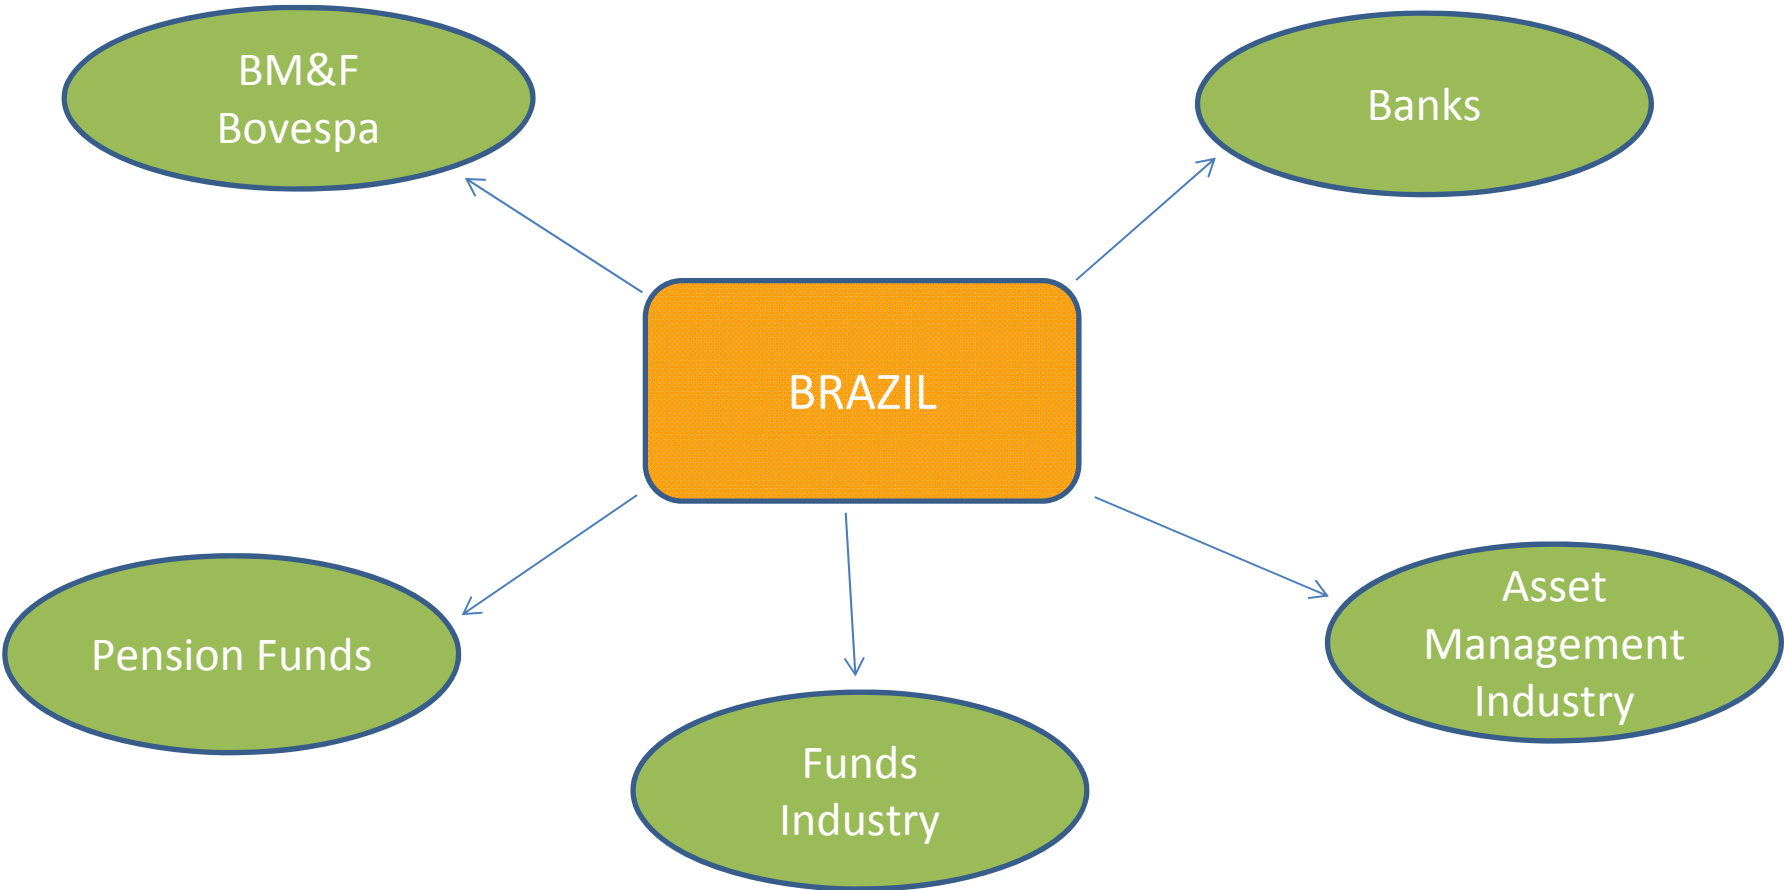 BM&F
Bovespa
Banks
BRAZIL
Pension Funds
Funds
Industry
Asset
Management
Industry